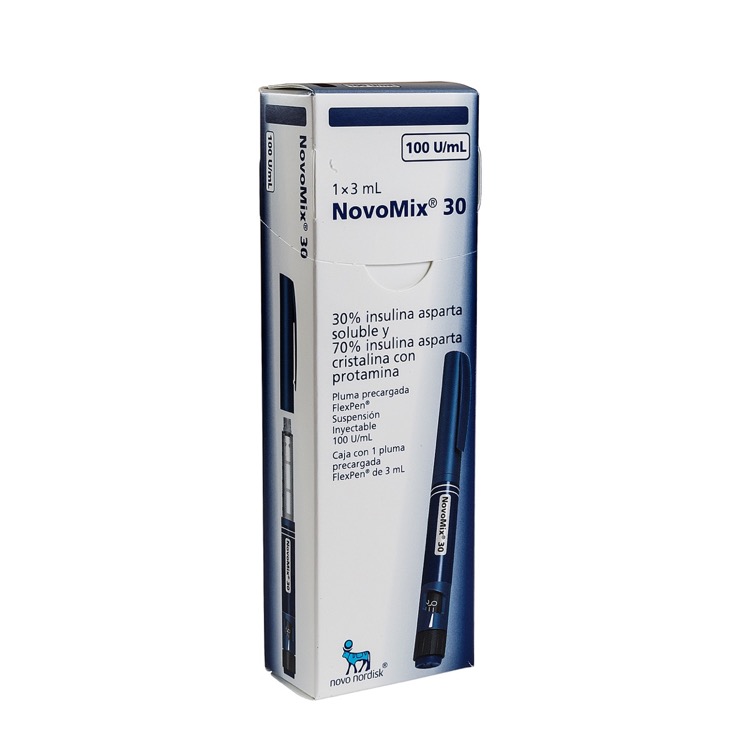 100 U/mL
1 x 3 mL
NovoMix® 30
30% insulina asparta
soluble y
70% insulina asparta
cristalina con
protamina
Pluma precargada
FlexPen®
Suspensión
Inyectable
100 U/mL
Caja con 1 pluma
precargada
FlexPen® de 3 mL
NovoMix® 30
novo nordisk®
NovoMix® 30
100 U/mL
NovoMix® 30